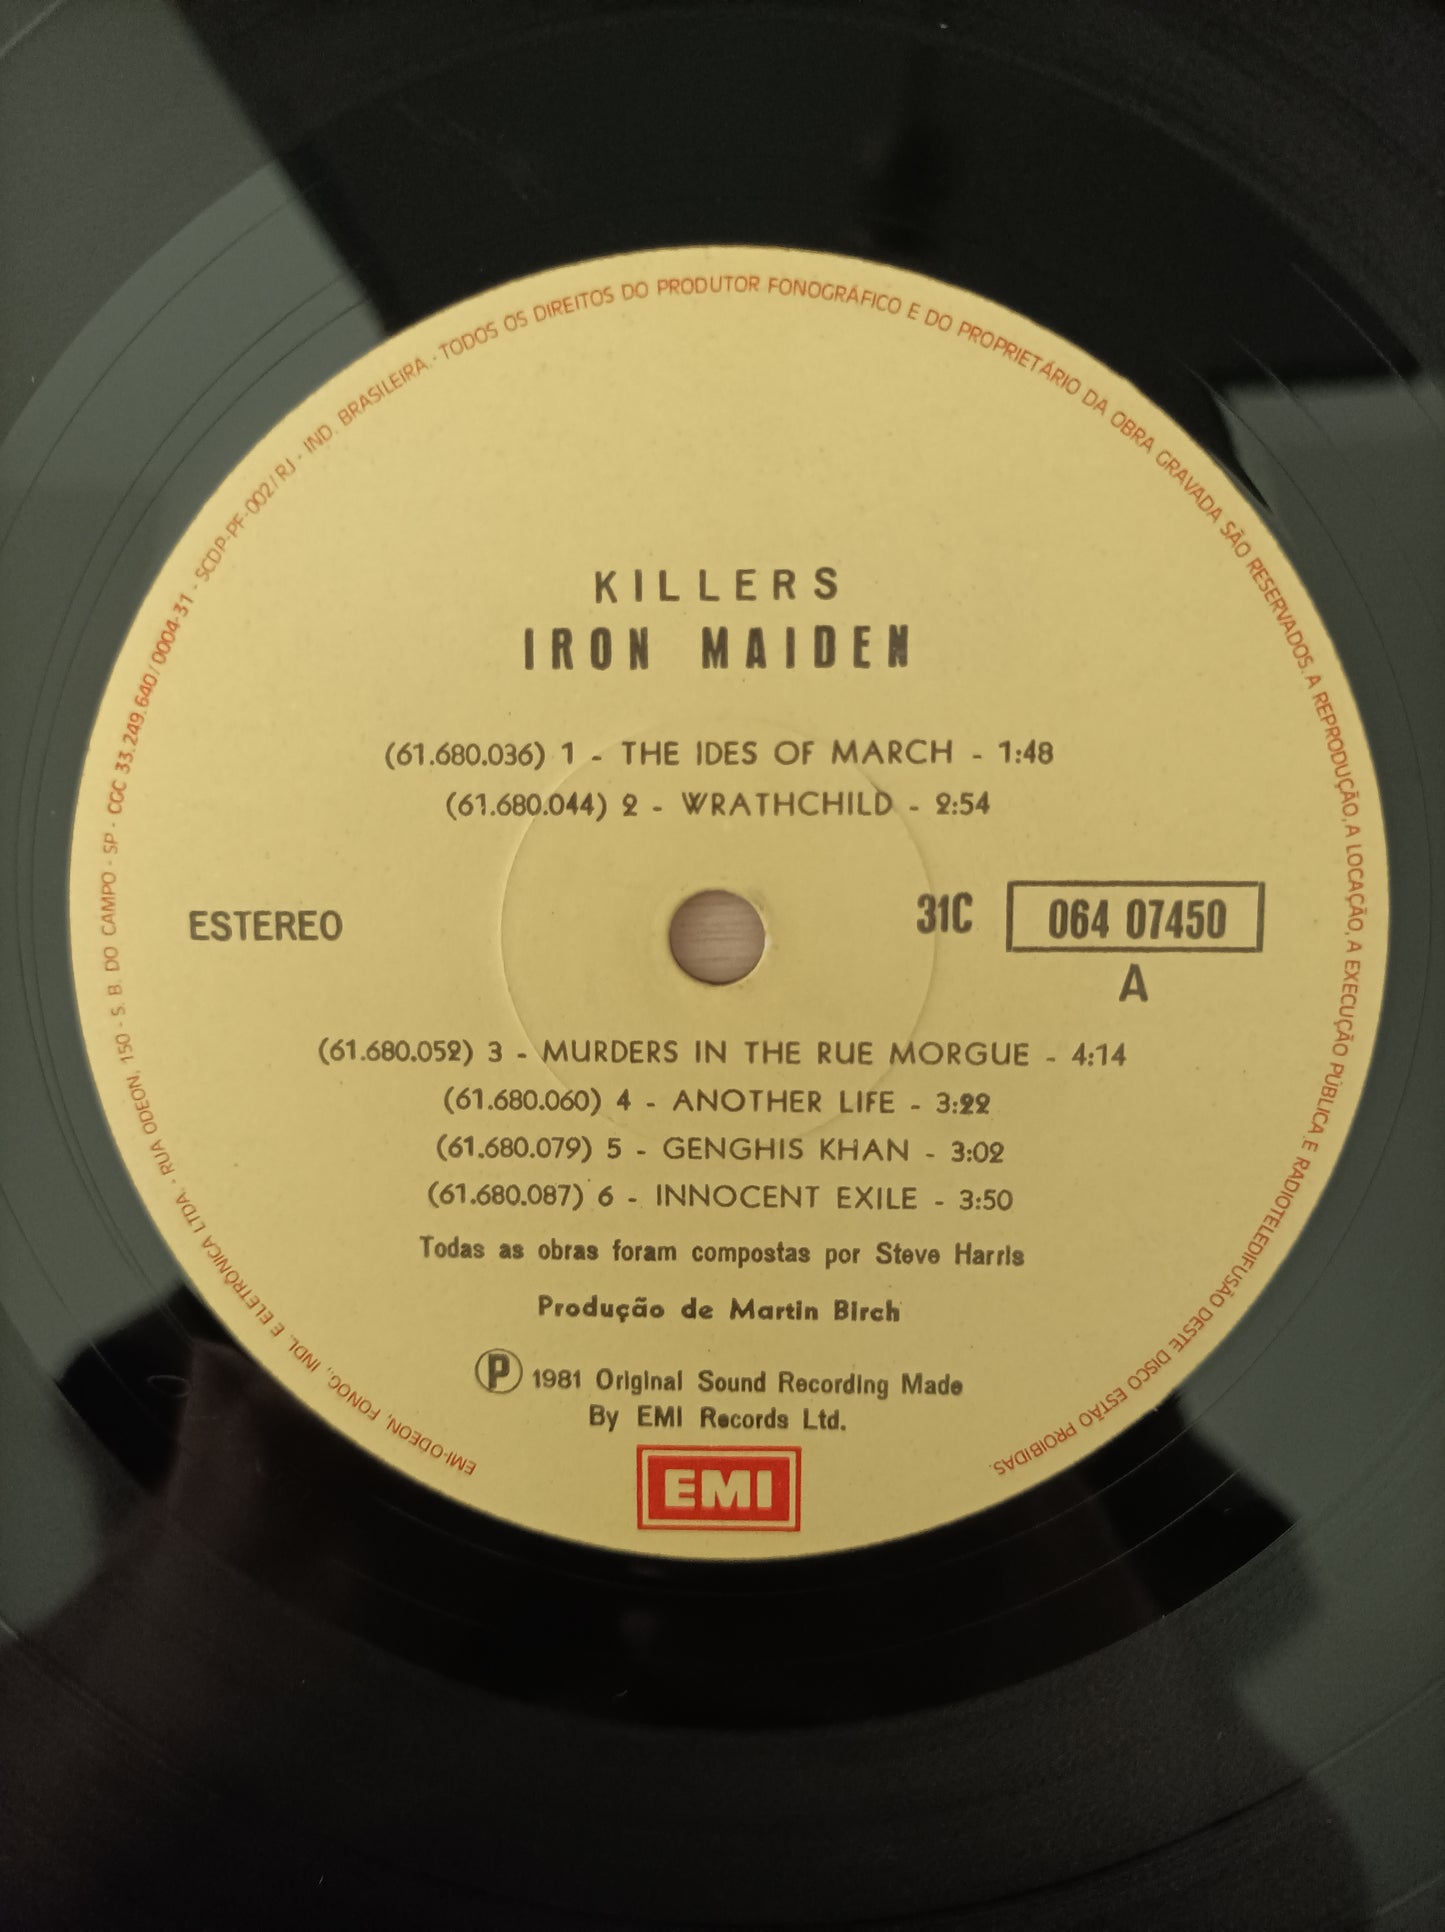 KILLERS
IRON MAIDEN
(61.680.036) 1 - THE IDES OF MARCH - 1:48
(61.680.044) 2 - WRATHCHILD - 2:54
ESTEREO
31C 064 07450
A
(61.680.052) 3 - MURDERS IN THE RUE MORGUE - 4:14
(61.680.060) 4 - ANOTHER LIFE - 3:22
(61.680.079) 5 - GENGHIS KHAN - 3:02
(61.680.087) 6 - INNOCENT EXILE - 3:50
Todas as obras foram compostas por Steve Harris
Produção de Martin Birch
Ⓟ 1981 Original Sound Recording Made
By EMI Records Ltd.
EMI
EMI-ODEON, FONOG., INDL. E ELETRÔNICA LTDA. - RUA ODEON, 150 - S. B. DO CAMPO - SP - CGC 33.249.640/0004-31 - SCDP-PF-002/RJ - IND. BRASILEIRA. - TODOS OS DIREITOS DO PRODUTOR FONOGRÁFICO E DO PROPRIETÁRIO DA OBRA GRAVADA SÃO RESERVADOS. A REPRODUÇÃO, A LOCAÇÃO, A EXECUÇÃO PÚBLICA E RADIOTELEDIFUSÃO DESTE DISCO ESTÃO PROIBIDAS.